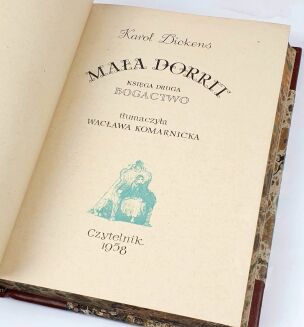 Karol Dickens
MAŁA DORRIT
KSIĘGA DRUGA
BOGACTWO
tłumaczyła
WACŁAWA KOMARNICKA
Czytelnik
1958